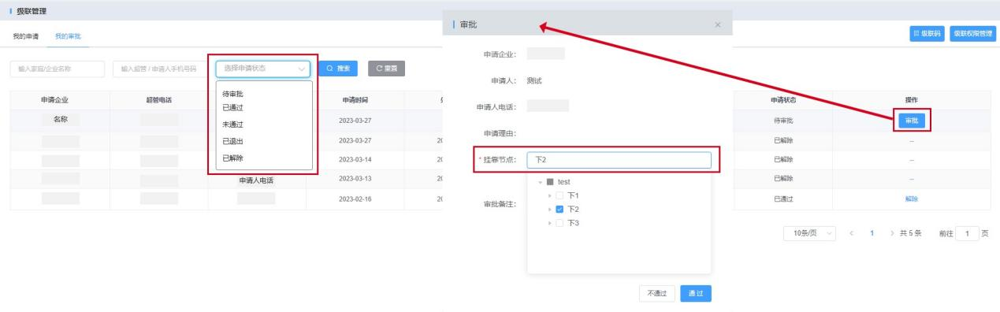 级联管理
我的申请 我的审批
级联码 级联权限管理
输入家庭/企业名称 输入超管 / 申请人手机号码 选择申请状态 搜索 重置
待审批
已通过
未通过
已退出
已解除
申请企业 超管电话 申请时间 申请状态 操作
名称 2023-03-27 待审批 审批
2023-03-27 20 已解除 --
2023-03-14 20 已解除 --
申请人电话 2023-03-13 20 已解除 --
2023-02-16 20 已通过 解除
10条/页 < 1 > 共 5 条 前往 1 页
审批 ×
申请企业:
申请人: 测试
申请人电话:
申请理由:
* 挂靠节点: 下2
test
下1
下2
下3
审批备注:
不通过 通 过